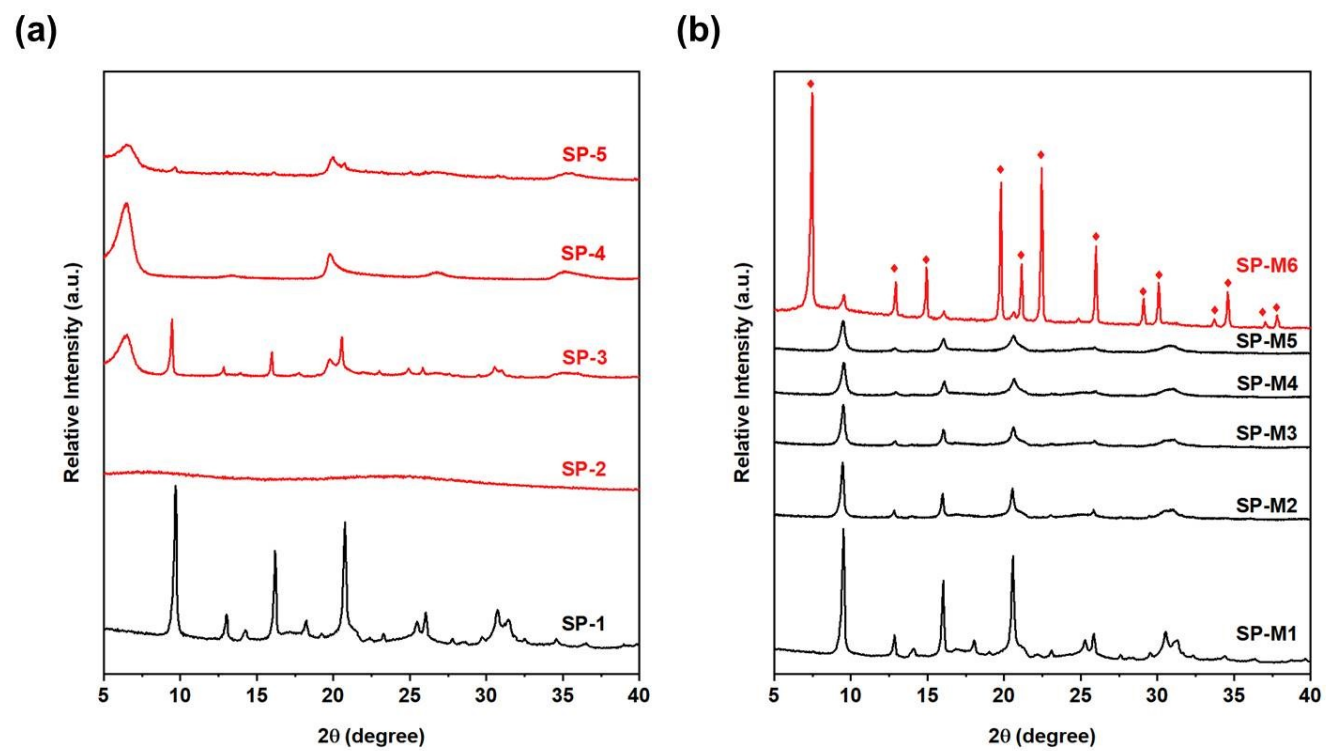 (a)
Relative Intensity (a.u.)
SP-5
SP-4
SP-3
SP-2
SP-1
5 10 15 20 25 30 35 40
2θ (degree)
(b)
Relative Intensity (a.u.)
SP-M6
SP-M5
SP-M4
SP-M3
SP-M2
SP-M1
5 10 15 20 25 30 35 40
2θ (degree)